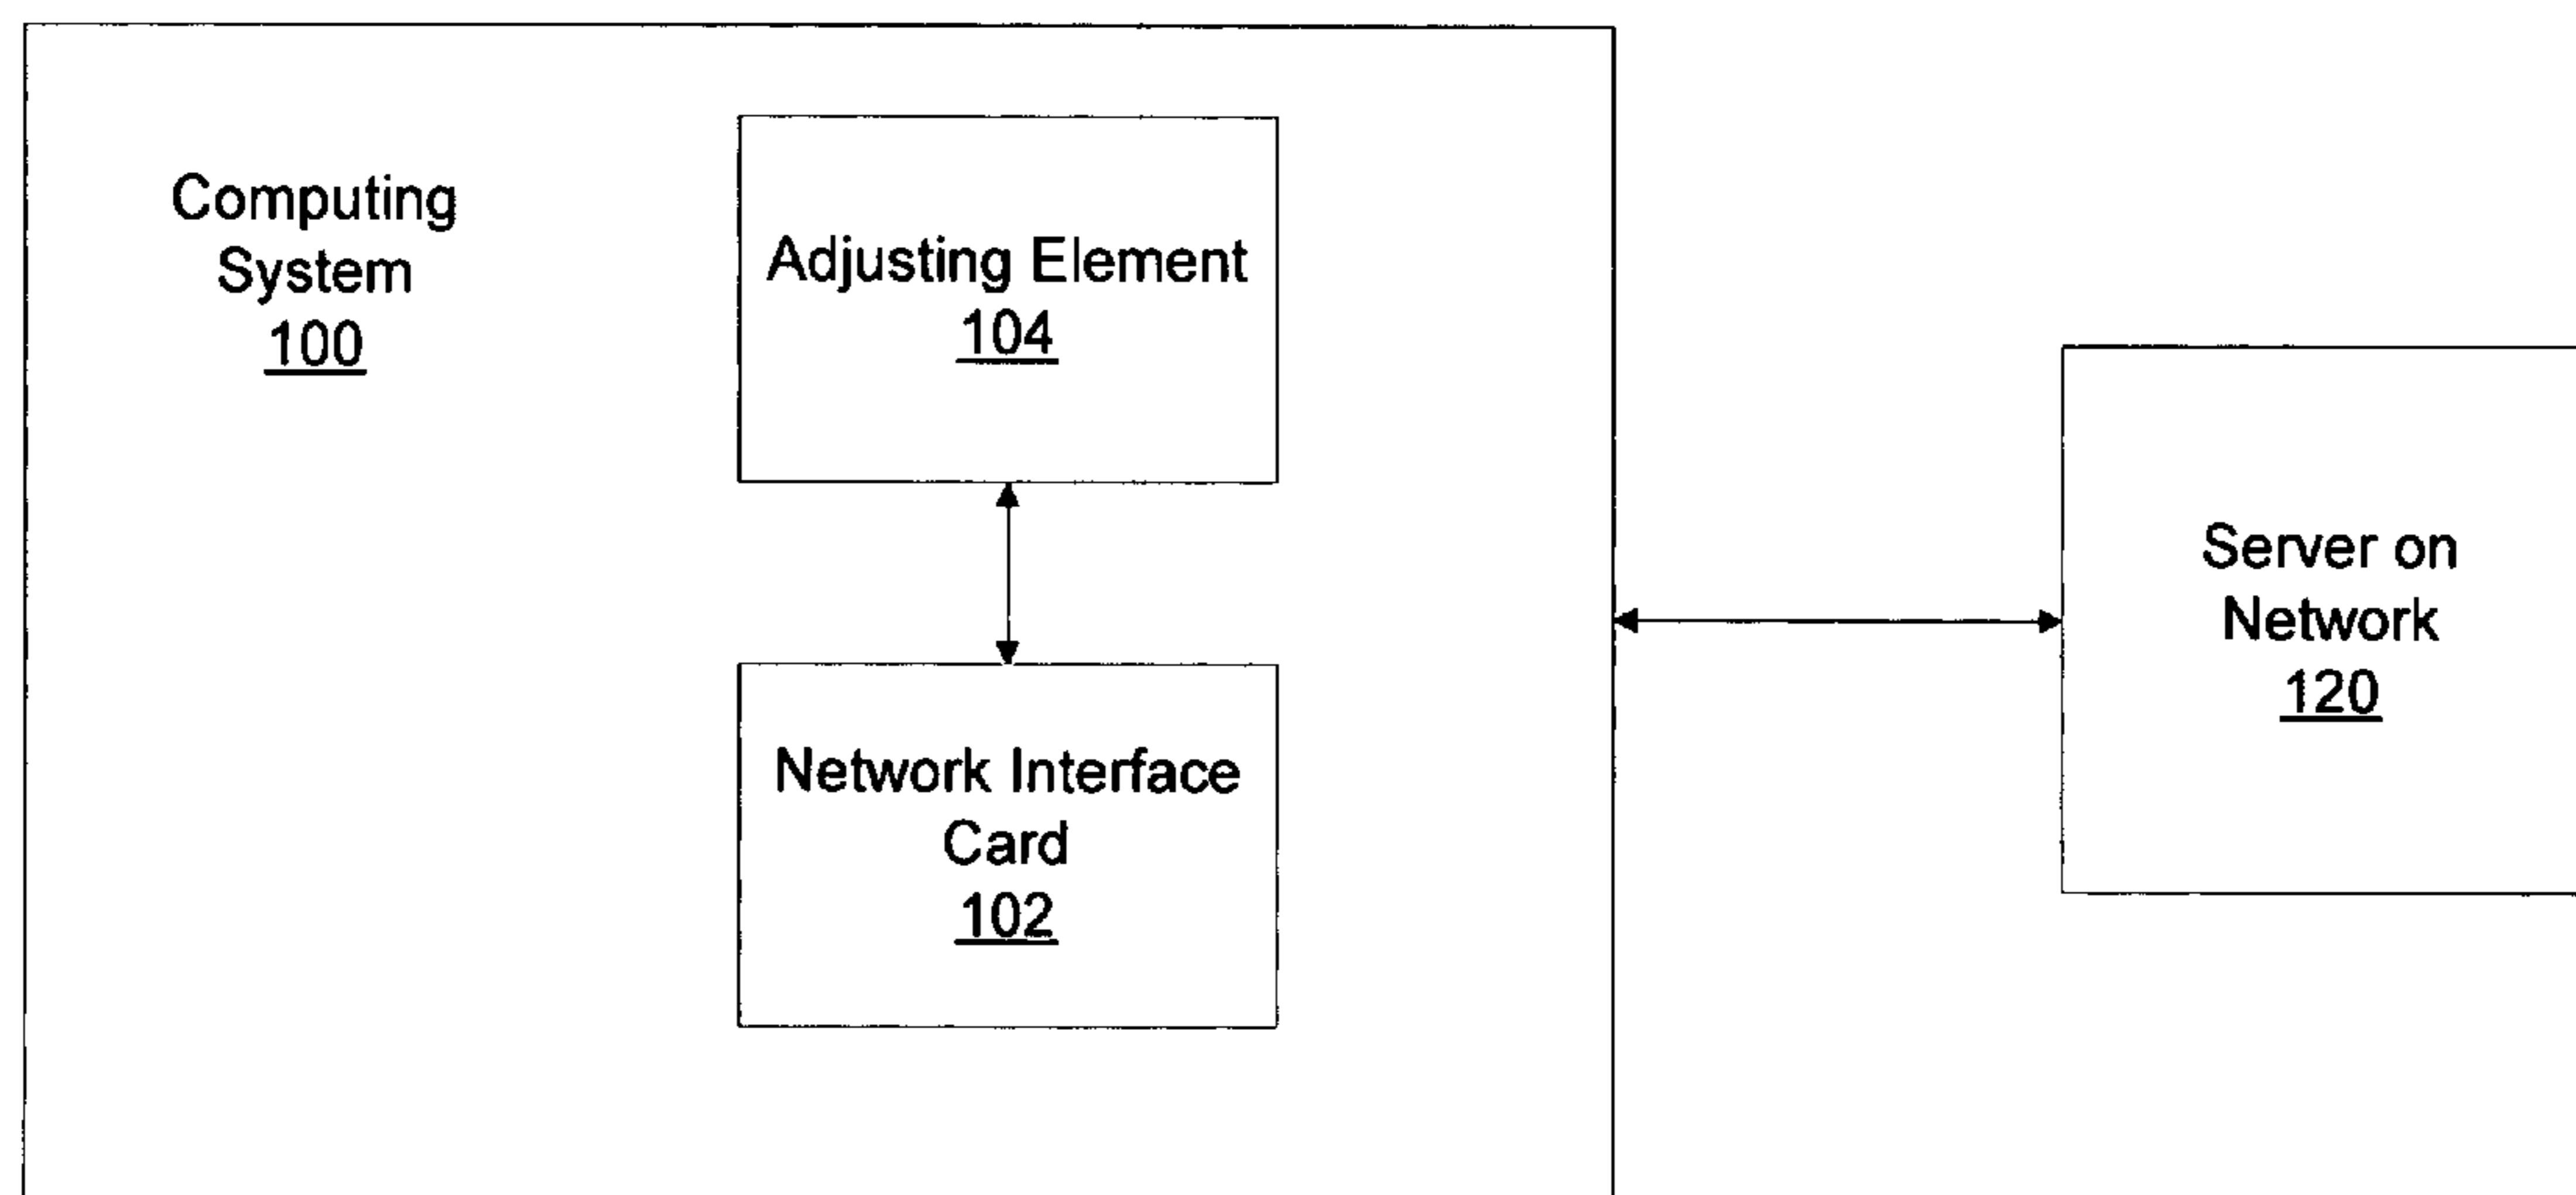 Computing
System
100
Adjusting Element
104
Network Interface
Card
102
Server on
Network
120